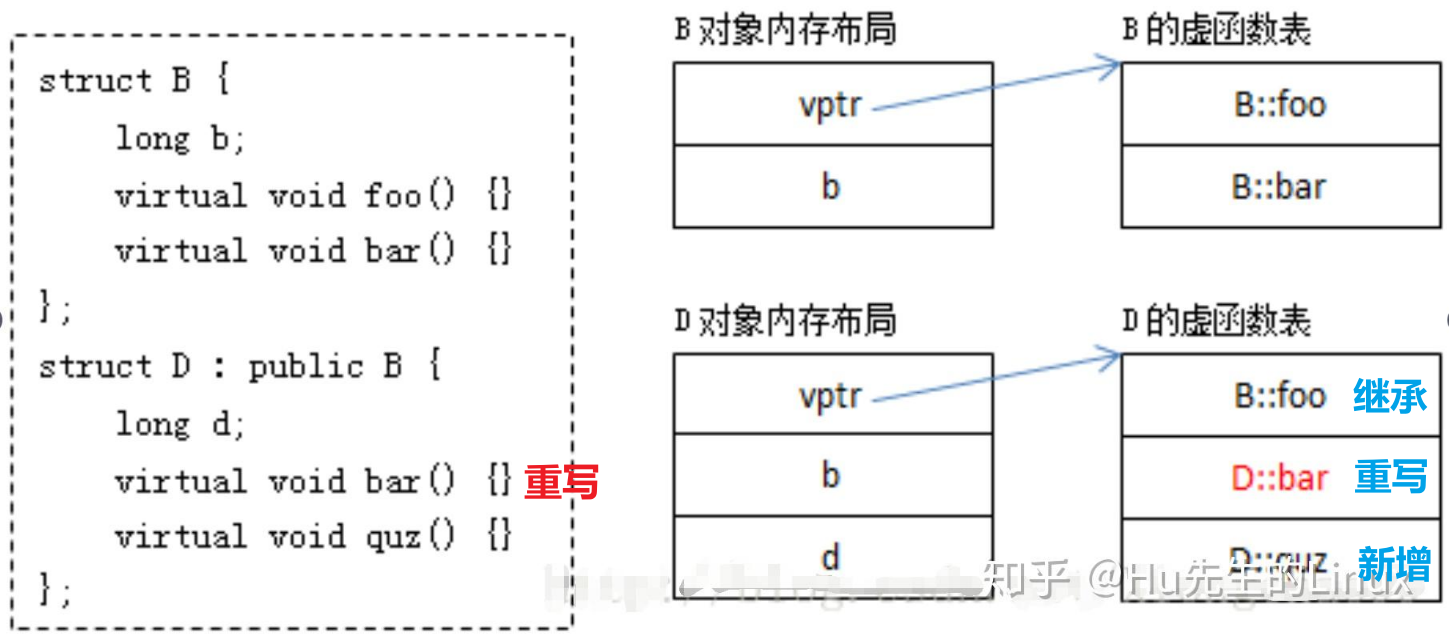 struct B {
long b;
virtual void foo() {}
virtual void bar() {}
};
struct D : public B {
long d;
virtual void bar() {} 重写
virtual void quz() {}
};
B 对象内存布局
vptr
b
B 的虚函数表
B::foo
B::bar
D 对象内存布局
vptr
b
d
D 的虚函数表
B::foo 继承
D::bar 重写
D::quz 新增
知乎 @Hu先生的Linux